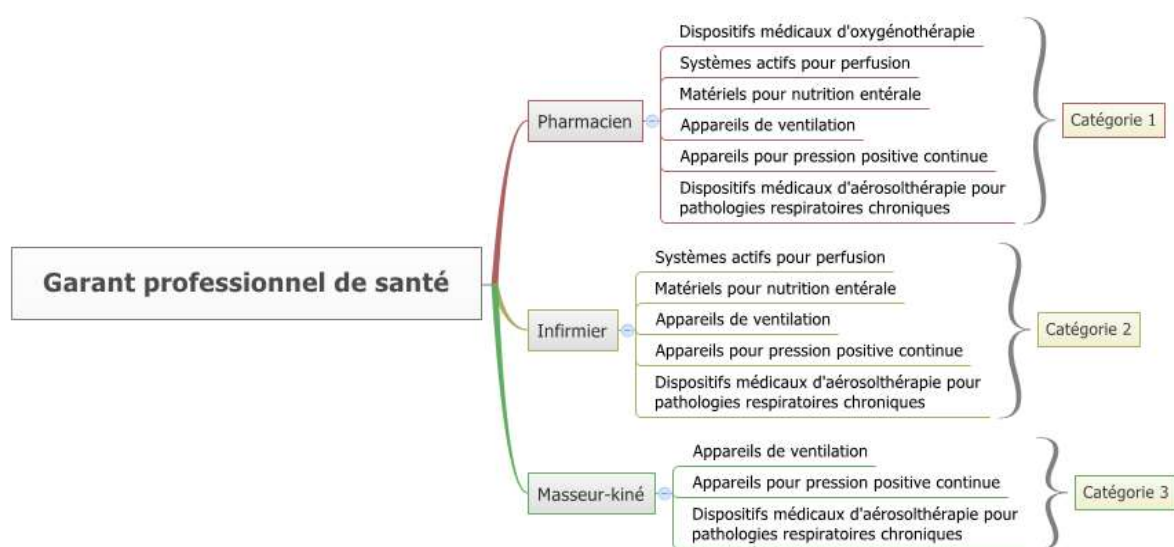 Garant professionnel de santé
Pharmacien
Dispositifs médicaux d'oxygénothérapie
Systèmes actifs pour perfusion
Matériels pour nutrition entérale
Appareils de ventilation
Appareils pour pression positive continue
Dispositifs médicaux d'aérosolthérapie pour
pathologies respiratoires chroniques
Catégorie 1
Infirmier
Systèmes actifs pour perfusion
Matériels pour nutrition entérale
Appareils de ventilation
Appareils pour pression positive continue
Dispositifs médicaux d'aérosolthérapie pour
pathologies respiratoires chroniques
Catégorie 2
Masseur-kiné
Appareils de ventilation
Appareils pour pression positive continue
Dispositifs médicaux d'aérosolthérapie pour
pathologies respiratoires chroniques
Catégorie 3